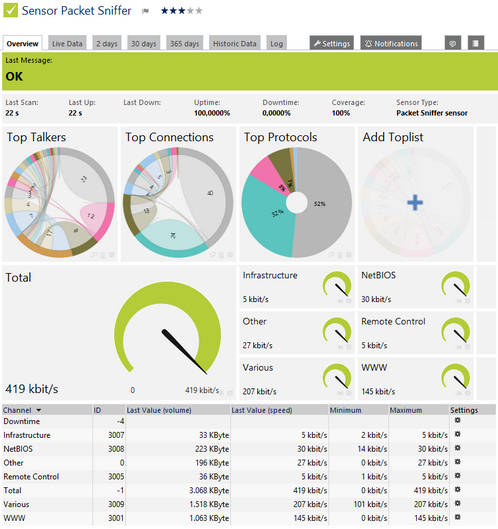 Sensor Packet Sniffer
Overview Live Data 2 days 30 days 365 days Historic Data Log Settings Notifications
Last Message:
OK
Last Scan: Last Up: Last Down: Uptime: Downtime: Coverage: Sensor Type:
22 s 22 s 100,0000% 0,0000% 100% Packet Sniffer sensor
Top Talkers Top Connections Top Protocols Add Toplist
52%
32%
Total
419 kbit/s
0 419 kbit/s
Infrastructure
5 kbit/s
NetBIOS
30 kbit/s
Other
27 kbit/s
Remote Control
5 kbit/s
Various
207 kbit/s
WWW
145 kbit/s
Channel ID Last Value (volume) Last Value (speed) Minimum Maximum Settings
Downtime -4
Infrastructure 3007 33 KByte 5 kbit/s 2 kbit/s 5 kbit/s
NetBIOS 3008 223 KByte 30 kbit/s 14 kbit/s 30 kbit/s
Other 0 196 KByte 27 kbit/s 0 kbit/s 27 kbit/s
Remote Control 3005 36 KByte 5 kbit/s 1 kbit/s 5 kbit/s
Total -1 3.068 KByte 419 kbit/s 0 kbit/s 419 kbit/s
Various 3009 1.518 KByte 207 kbit/s 101 kbit/s 207 kbit/s
WWW 3001 1.063 KByte 145 kbit/s 0 kbit/s 145 kbit/s